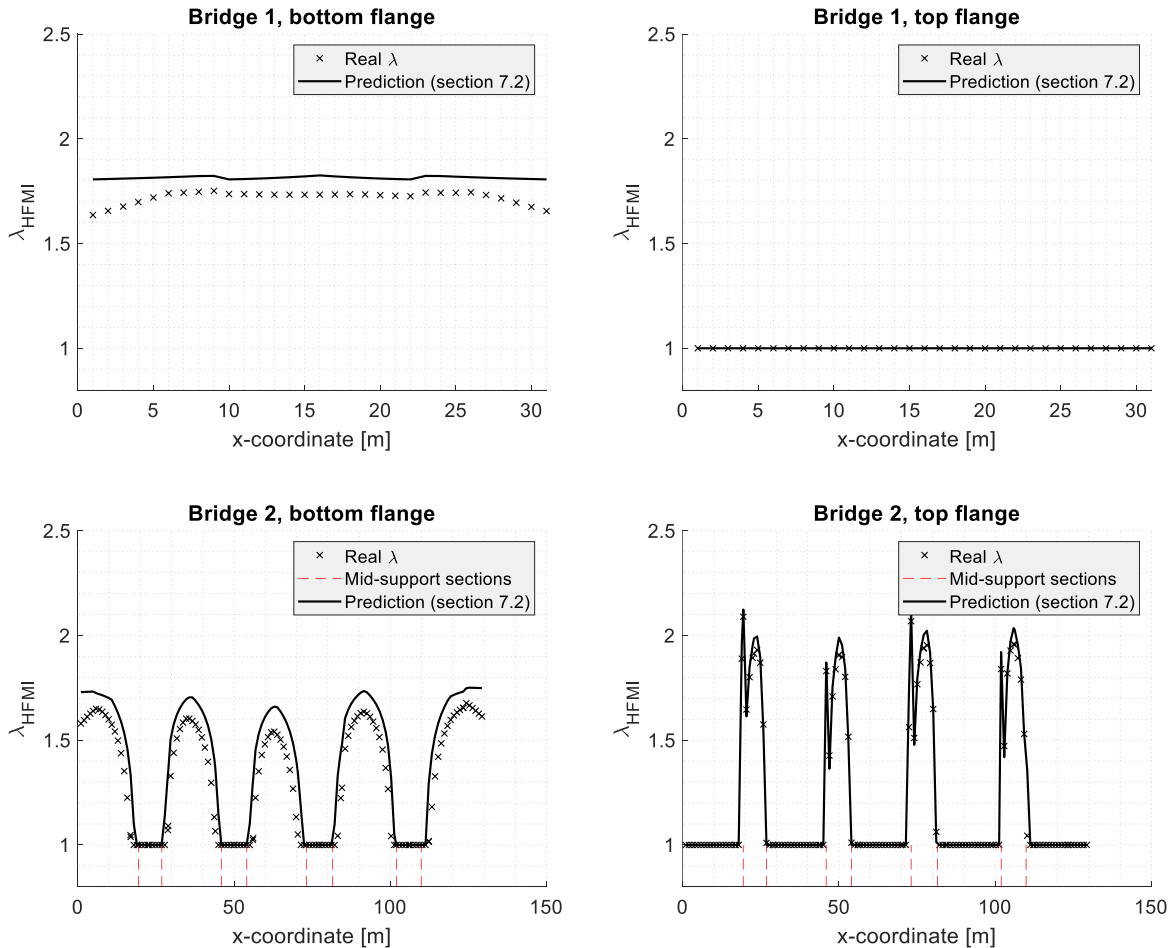 Bridge 1, bottom flange
2.5
2
1.5
1
λHFMI
Real λ
Prediction (section 7.2)
0 5 10 15 20 25 30
x-coordinate [m]
Bridge 1, top flange
2.5
2
1.5
1
λHFMI
Real λ
Prediction (section 7.2)
0 5 10 15 20 25 30
x-coordinate [m]
Bridge 2, bottom flange
2.5
2
1.5
1
λHFMI
Real λ
Mid-support sections
Prediction (section 7.2)
0 50 100 150
x-coordinate [m]
Bridge 2, top flange
2.5
2
1.5
1
λHFMI
Real λ
Mid-support sections
Prediction (section 7.2)
0 50 100 150
x-coordinate [m]